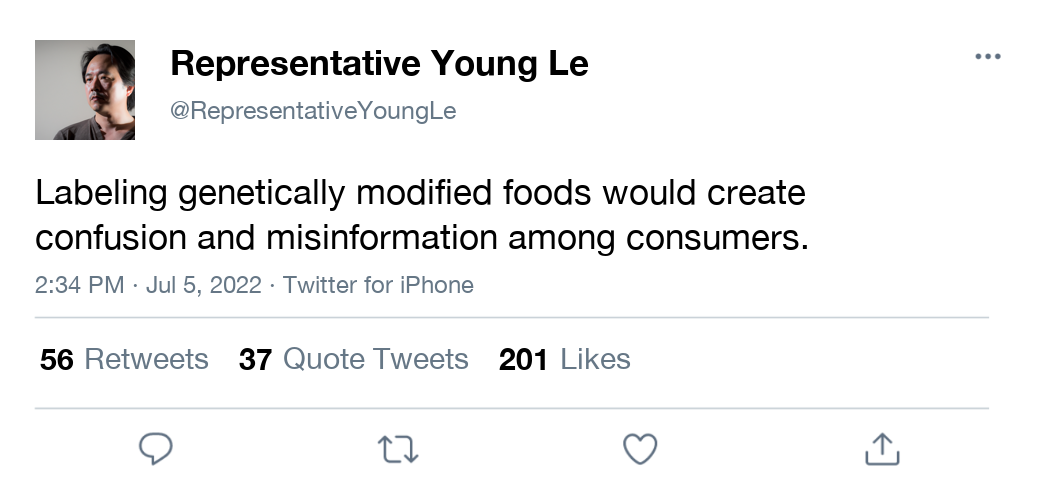 Representative Young Le
@RepresentativeYoungLe
Labeling genetically modified foods would create
confusion and misinformation among consumers.
2:34 PM · Jul 5, 2022 · Twitter for iPhone
56 Retweets 37 Quote Tweets 201 Likes